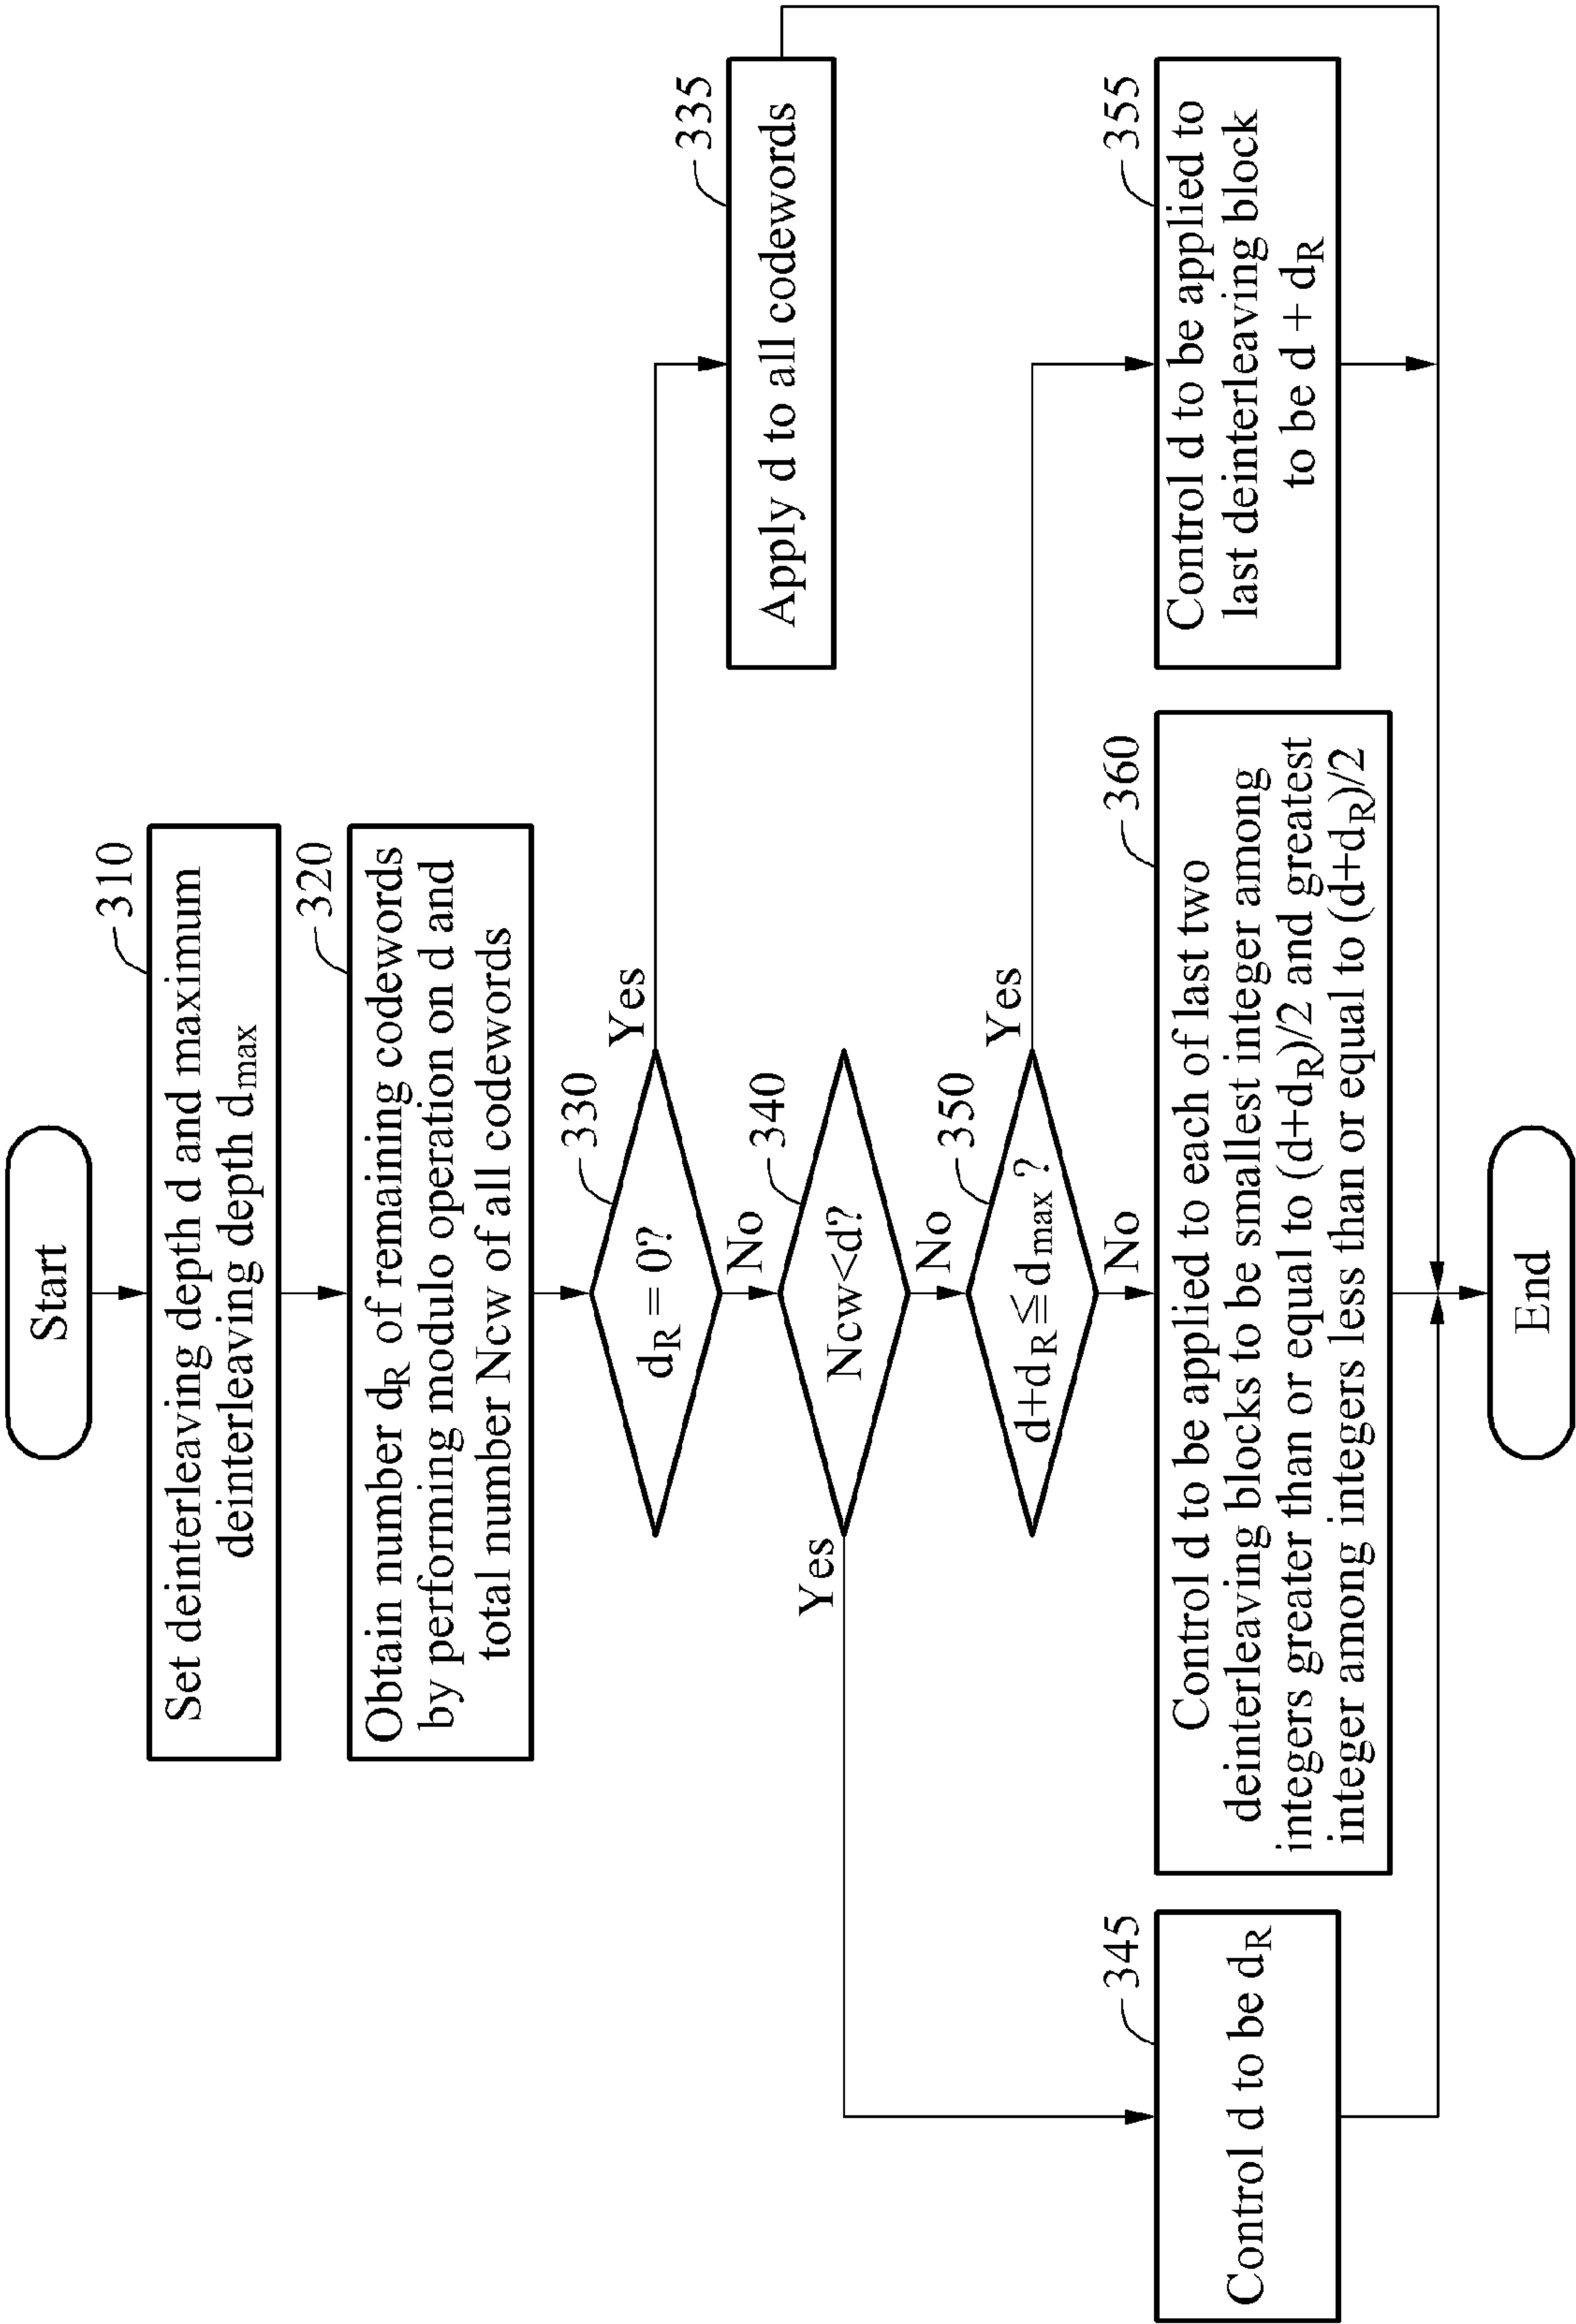 Start
310
Set deinterleaving depth d and maximum
deinterleaving depth dmax
320
Obtain number dR of remaining codewords
by performing modulo operation on d and
total number Ncw of all codewords
330
dR = 0?
Yes
No
335
Apply d to all codewords
340
Ncw<d?
Yes
No
345
Control d to be dR
350
d+dR≦dmax?
Yes
No
355
Control d to be applied to
last deinterleaving block
to be d + dR
360
Control d to be applied to each of last two
deinterleaving blocks to be smallest integer among
integers greater than or equal to (d+dR)/2 and greatest
integer among integers less than or equal to (d+dR)/2
End